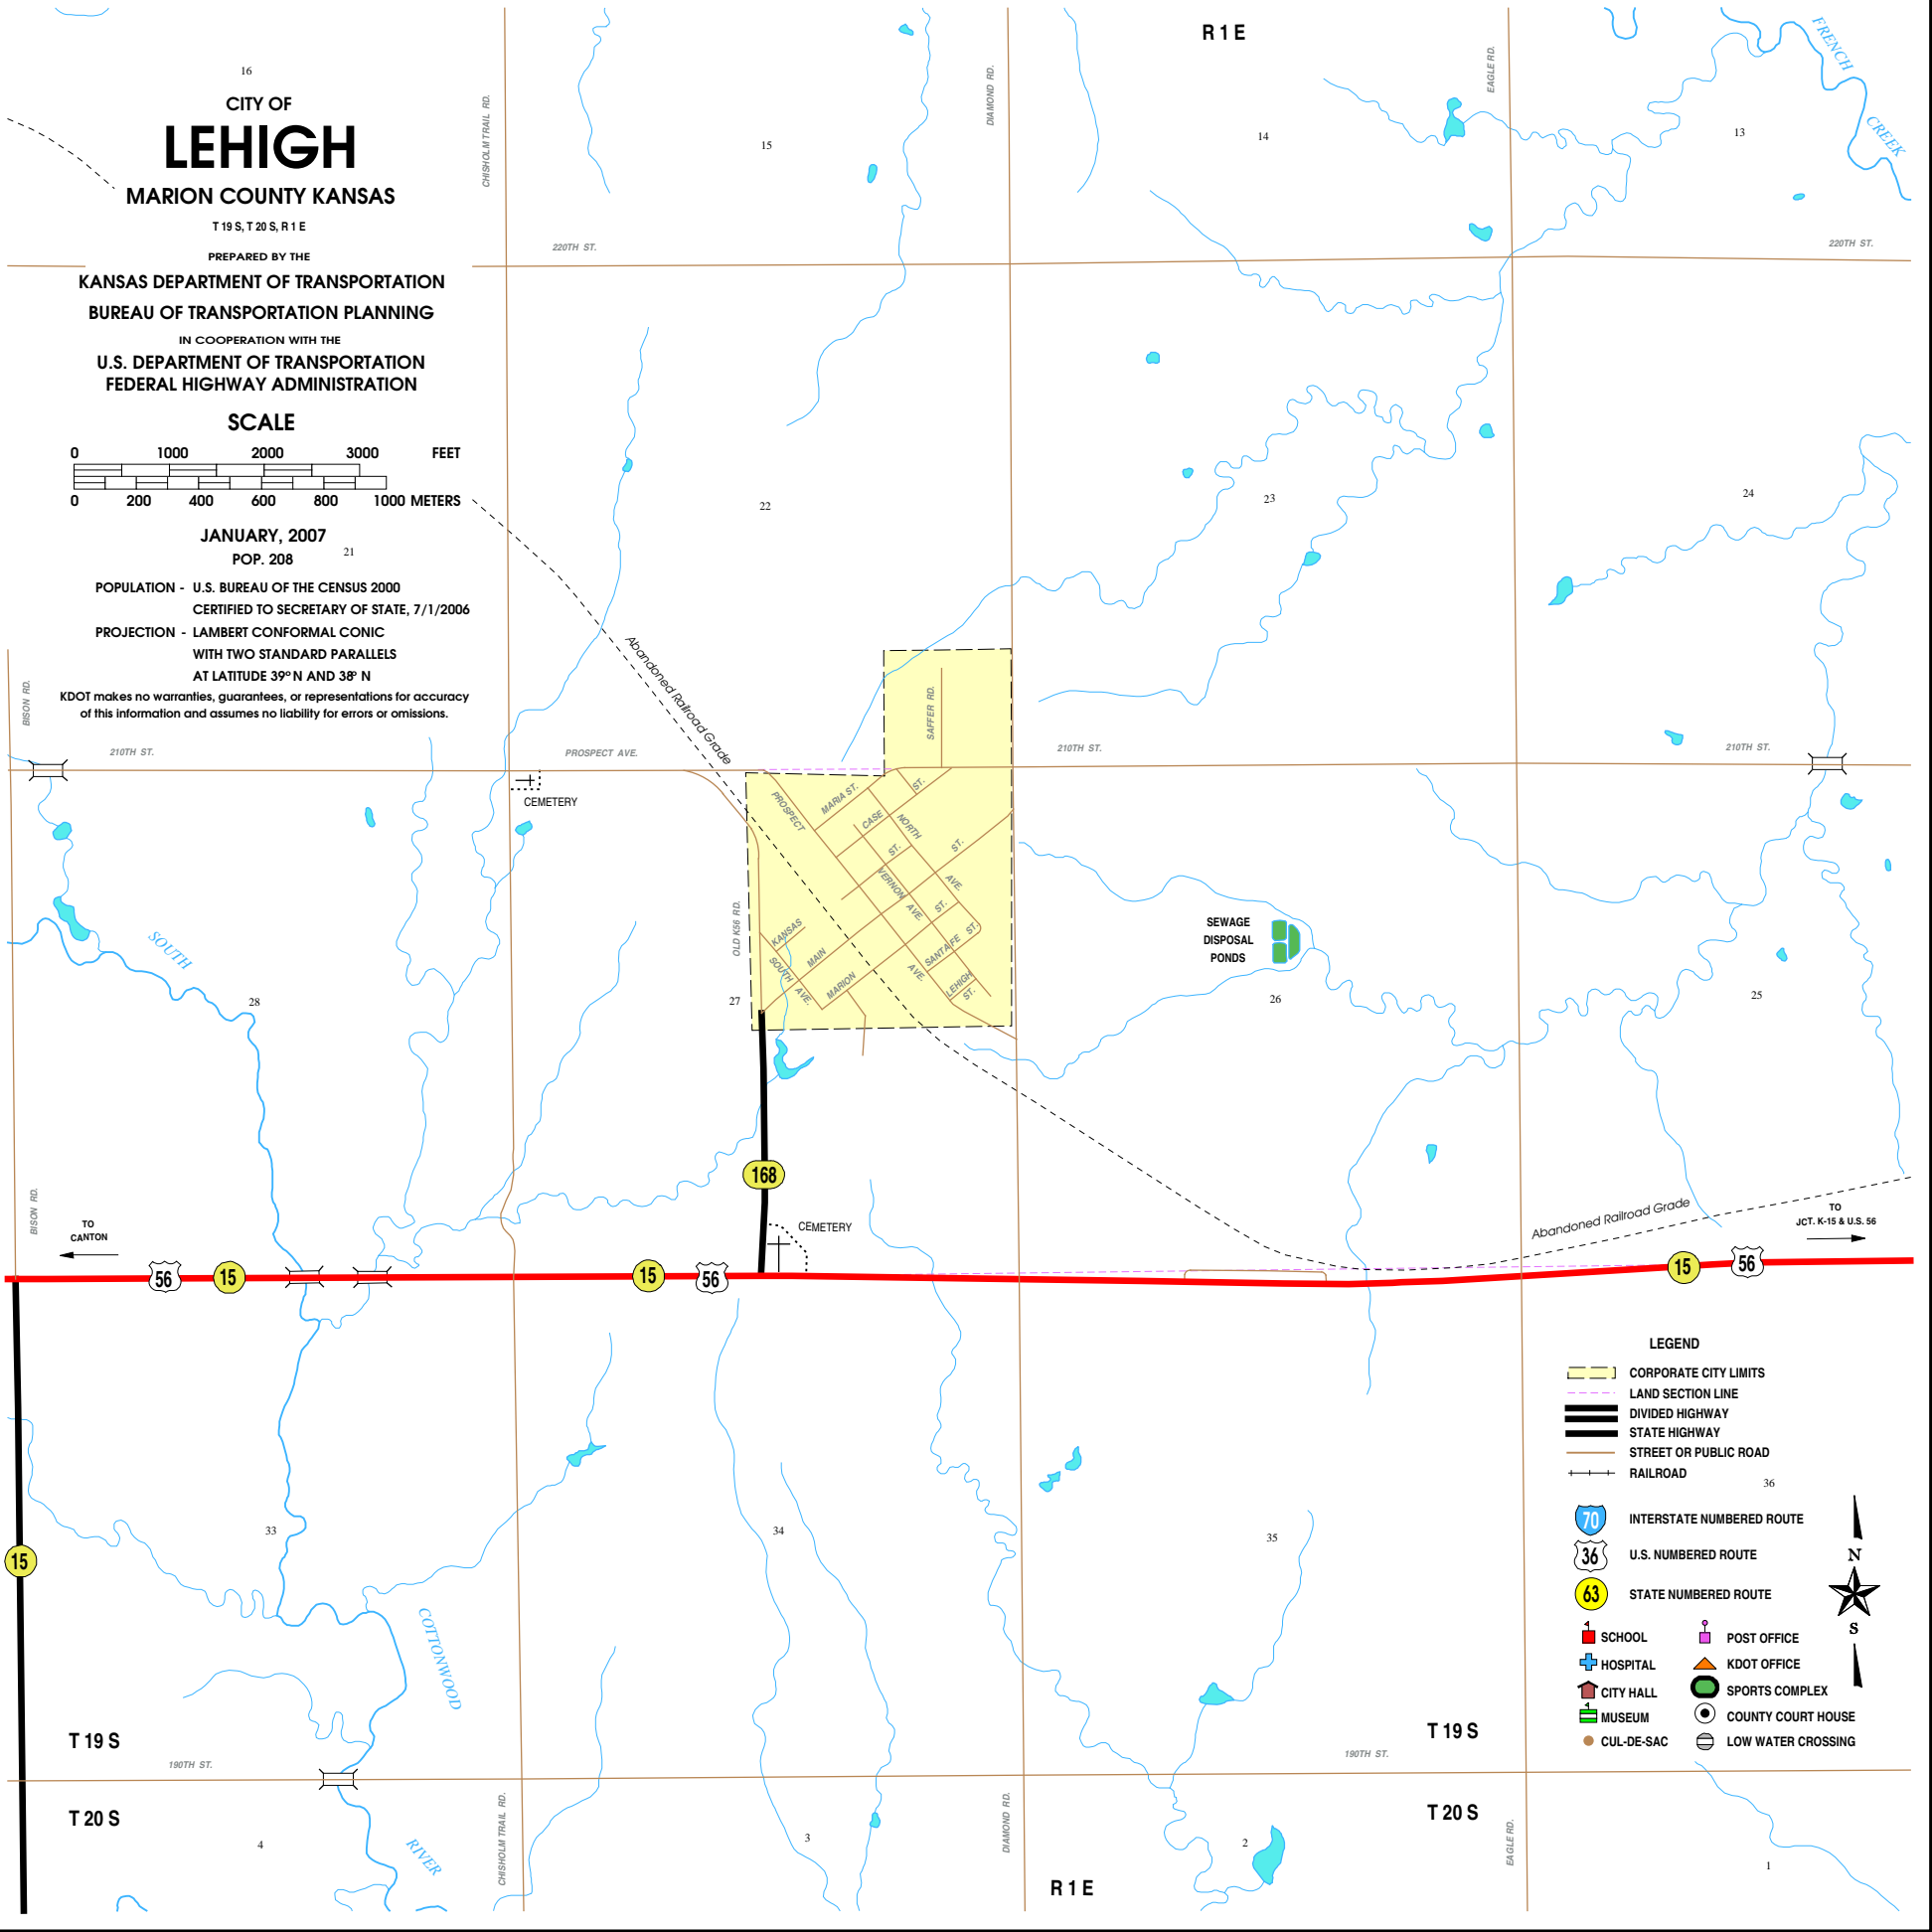 R 1 E
16
CITY OF
LEHIGH
MARION COUNTY KANSAS
T 19 S, T 20 S, R 1 E
PREPARED BY THE
KANSAS DEPARTMENT OF TRANSPORTATION
BUREAU OF TRANSPORTATION PLANNING
IN COOPERATION WITH THE
U.S. DEPARTMENT OF TRANSPORTATION
FEDERAL HIGHWAY ADMINISTRATION
SCALE
0 1000 2000 3000 FEET
0 200 400 600 800 1000 METERS
JANUARY, 2007
POP. 208
21
POPULATION - U.S. BUREAU OF THE CENSUS 2000
CERTIFIED TO SECRETARY OF STATE, 7/1/2006
PROJECTION - LAMBERT CONFORMAL CONIC
WITH TWO STANDARD PARALLELS
AT LATITUDE 39° N AND 38° N
KDOT makes no warranties, guarantees, or representations for accuracy
of this information and assumes no liability for errors or omissions.
CHISHOLM TRAIL RD.
DIAMOND RD.
EAGLE RD.
FRENCH
CREEK
15
14
13
220TH ST.
220TH ST.
22
23
24
BISON RD.
210TH ST.
PROSPECT AVE.
Abandoned Railroad Grade
SAFFER RD.
210TH ST.
210TH ST.
CEMETERY
PROSPECT
MARIA ST.
ST.
CASE
NORTH
ST.
ST.
VERNON
AVE.
AVE.
ST.
OLD K56 RD.
KANSAS
MAIN
SOUTH
AVE.
MARION
AVE.
SANTA FE
ST.
LEHIGH
ST.
SEWAGE
DISPOSAL
PONDS
SOUTH
28
27
26
25
168
BISON RD.
TO
CANTON
CEMETERY
Abandoned Railroad Grade
TO
JCT. K-15 & U.S. 56
56
15
15
56
15
56
LEGEND
CORPORATE CITY LIMITS
LAND SECTION LINE
DIVIDED HIGHWAY
STATE HIGHWAY
STREET OR PUBLIC ROAD
RAILROAD
36
70 INTERSTATE NUMBERED ROUTE
36 U.S. NUMBERED ROUTE
63 STATE NUMBERED ROUTE
N
S
SCHOOL
POST OFFICE
HOSPITAL
KDOT OFFICE
CITY HALL
SPORTS COMPLEX
MUSEUM
COUNTY COURT HOUSE
CUL-DE-SAC
LOW WATER CROSSING
15
33
34
35
COTTONWOOD
T 19 S
T 19 S
190TH ST.
190TH ST.
T 20 S
T 20 S
4
RIVER
CHISHOLM TRAIL RD.
3
DIAMOND RD.
2
EAGLE RD.
1
R 1 E